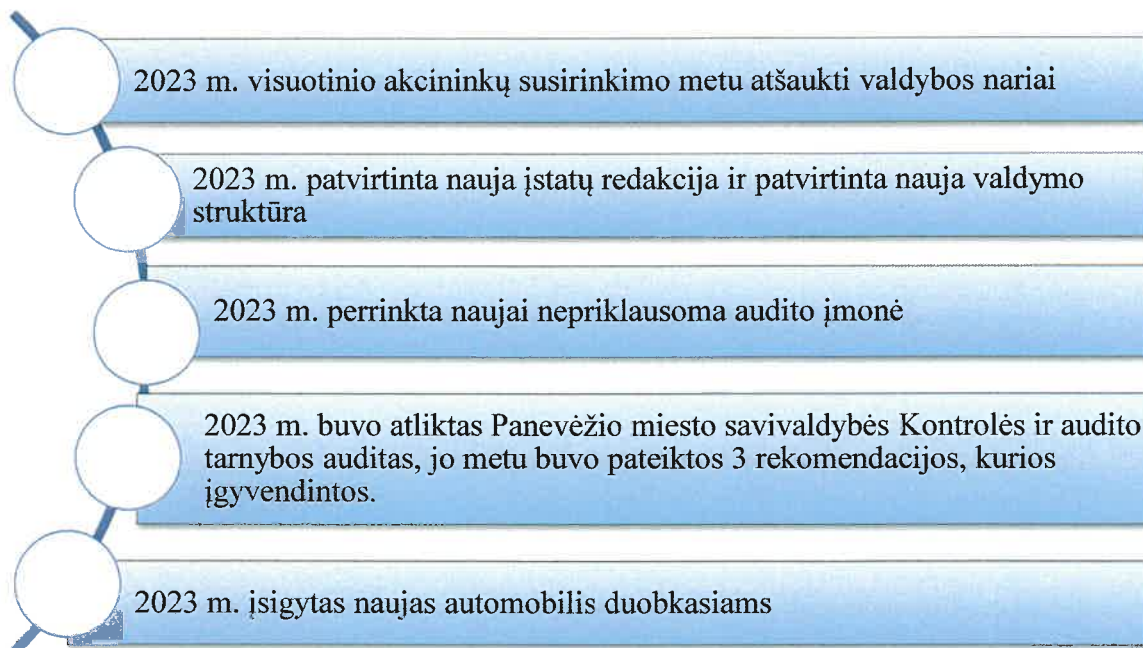 2023 m. visuotinio akcininkų susirinkimo metu atšaukti valdybos nariai
2023 m. patvirtinta nauja įstatų redakcija ir patvirtinta nauja valdymo
struktūra
2023 m. perrinkta naujai nepriklausoma audito įmonė
2023 m. buvo atliktas Panevėžio miesto savivaldybės Kontrolės ir audito
tarnybos auditas, jo metu buvo pateiktos 3 rekomendacijos, kurios
įgyvendintos.
2023 m. įsigytas naujas automobilis duobkasiams